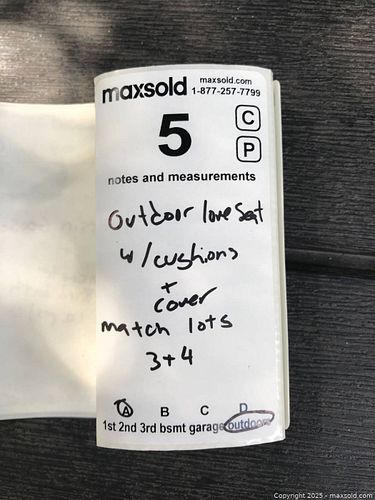 maxsold maxsold.com
1-877-257-7799
5 C
P
notes and measurements
Outdoor love Seat
w/cushions
+
cover
match lots
3+4
A B C D
1st 2nd 3rd bsmt garage outdoors
Copyright 2025 - maxsold.com